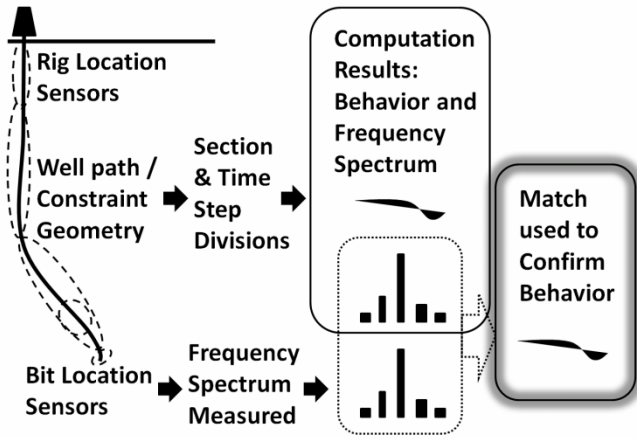 Rig Location
Sensors
Well path /
Constraint
Geometry
Section
& Time
Step
Divisions
Computation
Results:
Behavior and
Frequency
Spectrum
Match
used to
Confirm
Behavior
Bit Location
Sensors
Frequency
Spectrum
Measured